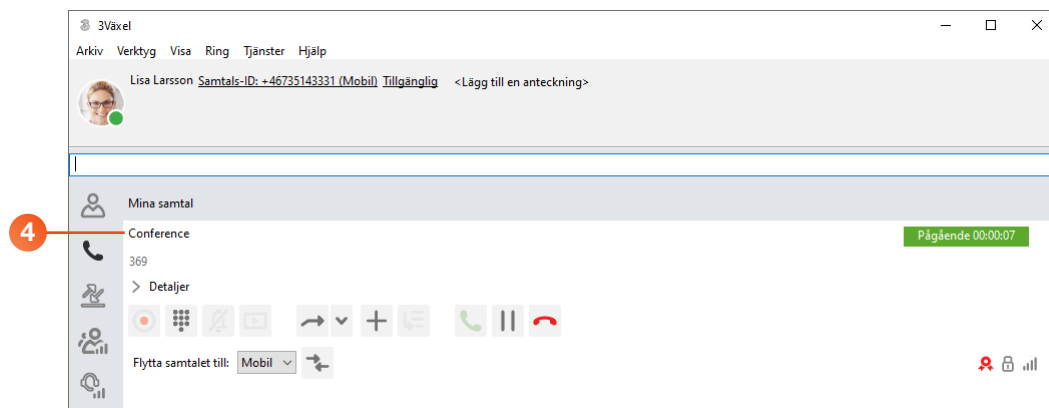 3Växel
Arkiv Verktyg Visa Ring Tjänster Hjälp
Lisa Larsson Samtals-ID: +46735143331 (Mobil) Tillgänglig <Lägg till en anteckning>
Mina samtal
4
Conference Pågående 00:00:07
369
Detaljer
Flytta samtalet till: Mobil